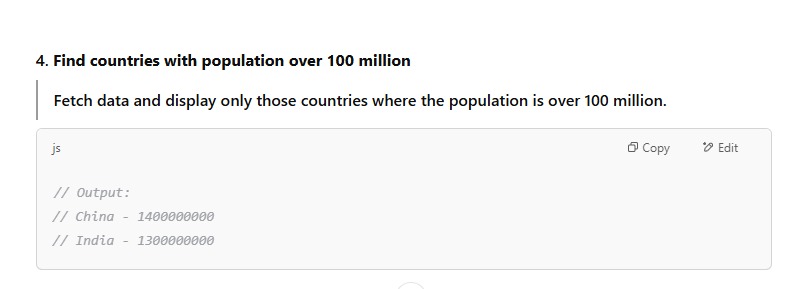 4. Find countries with population over 100 million
Fetch data and display only those countries where the population is over 100 million.
js Copy Edit
// Output:
// China - 1400000000
// India - 1300000000